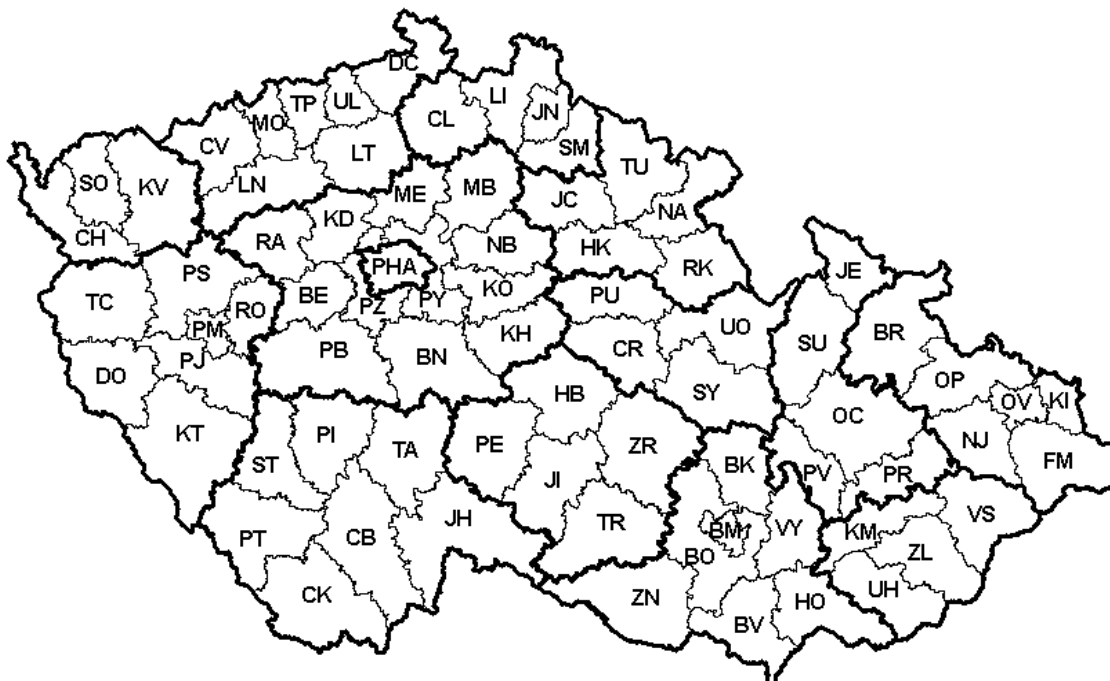 DC
LI
TP
UL
MO
CL
JN
CV
LT
SM
TU
SO
KV
LN
ME
MB
JC
NA
CH
RA
KD
NB
HK
RK
PS
PHA
KO
JE
TC
RO
BE
PZ
PY
PU
UO
BR
PM
PJ
PB
BN
KH
CR
SU
DO
SY
OP
HB
OV
KI
KT
PI
TA
PE
ZR
OC
NJ
FM
ST
JI
BK
PV
PR
PT
CB
JH
TR
BM
VY
KM
VS
BO
ZL
CK
ZN
BV
HO
UH